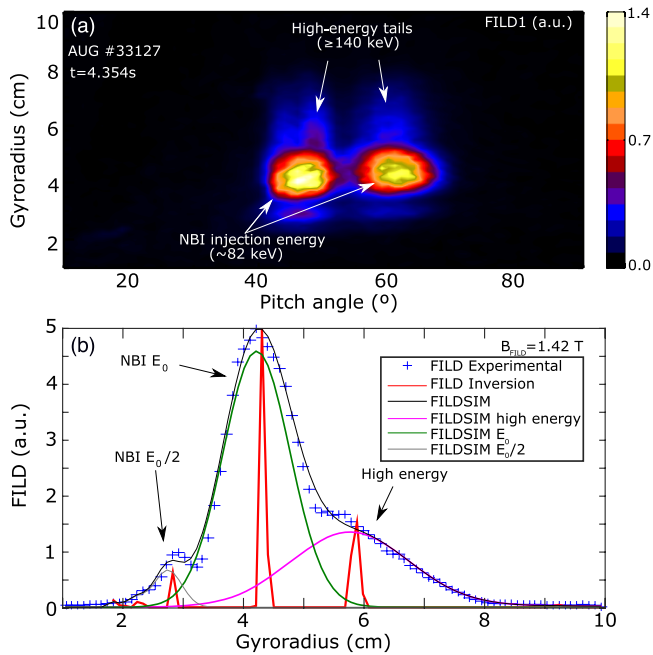 (a)
AUG #33127
t=4.354s
High-energy tails
(≥140 keV)
FILD1 (a.u.)
NBI injection energy
(~82 keV)
10
8
6
4
2
Gyroradius (cm)
20
40
60
80
Pitch angle (º)
1.4
0.7
0.0
(b)
NBI E₀
NBI E₀/2
High energy
B_FILD=1.42 T
FILD Experimental
FILD Inversion
FILDSIM
FILDSIM high energy
FILDSIM E₀
FILDSIM E₀/2
5
4
3
2
1
0
FILD (a.u.)
2
4
6
8
10
Gyroradius (cm)